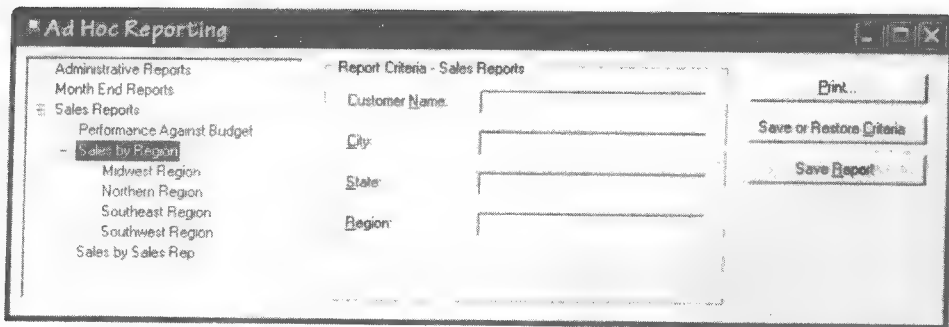 Ad Hoc Reporting
Administrative Reports
Month End Reports
Sales Reports
Performance Against Budget
Sales by Region
Midwest Region
Northern Region
Southeast Region
Southwest Region
Sales by Sales Rep
Report Criteria - Sales Reports
Customer Name:
City:
State:
Region:
Print...
Save or Restore Criteria
Save Report